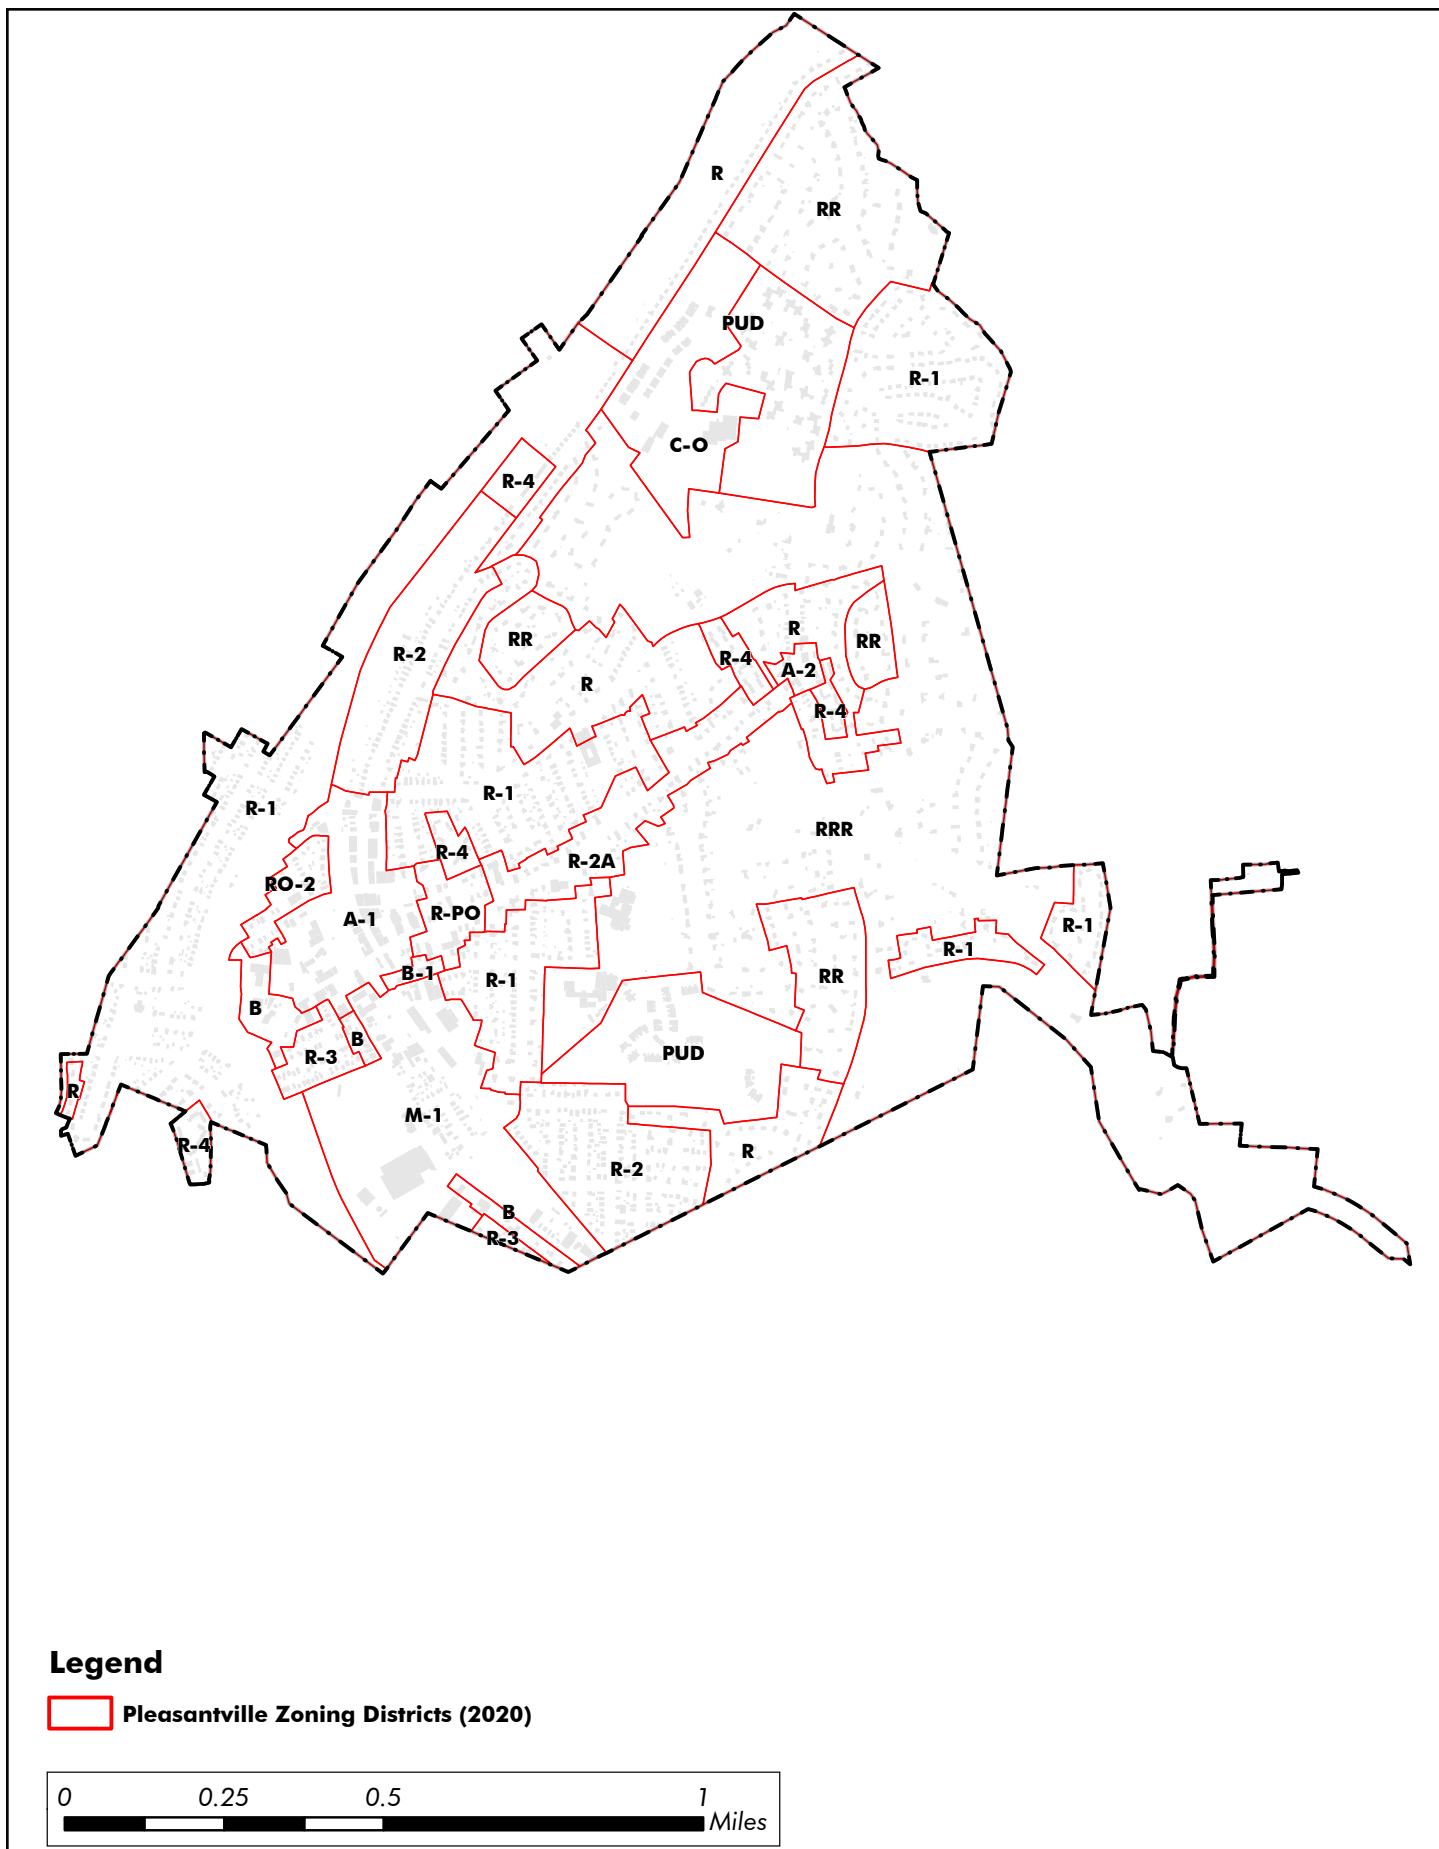 R
RR
PUD
R-1
C-O
R-4
R
RR
RR
R-2
R-4
A-2
R
R-4
R-1
R-1
RRR
R-4
R-2A
RO-2
R-PO
A-1
R-1
R-1
B-1
R-1
RR
B
B
R-3
PUD
R
M-1
R-4
R
R-2
B
R-3
Legend
Pleasantville Zoning Districts (2020)
0 0.25 0.5 1
Miles